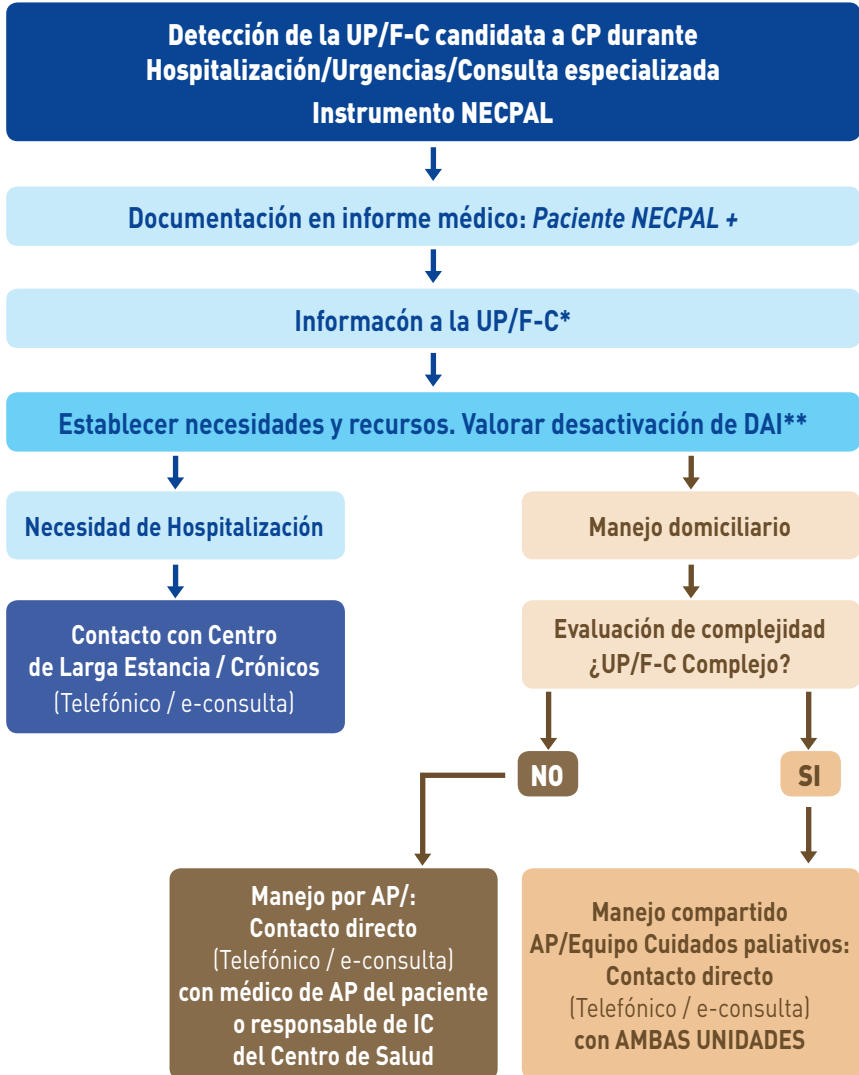 Detección de la UP/F-C candidata a CP durante
Hospitalización/Urgencias/Consulta especializada
Instrumento NECPAL
Documentación en informe médico: Paciente NECPAL +
Informacón a la UP/F-C*
Establecer necesidades y recursos. Valorar desactivación de DAI**
Necesidad de Hospitalización
Manejo domiciliario
Contacto con Centro
de Larga Estancia / Crónicos
(Telefónico / e-consulta)
Evaluación de complejidad
¿UP/F-C Complejo?
NO
SI
Manejo por AP/:
Contacto directo
(Telefónico / e-consulta)
con médico de AP del paciente
o responsable de IC
del Centro de Salud
Manejo compartido
AP/Equipo Cuidados paliativos:
Contacto directo
(Telefónico / e-consulta)
con AMBAS UNIDADES